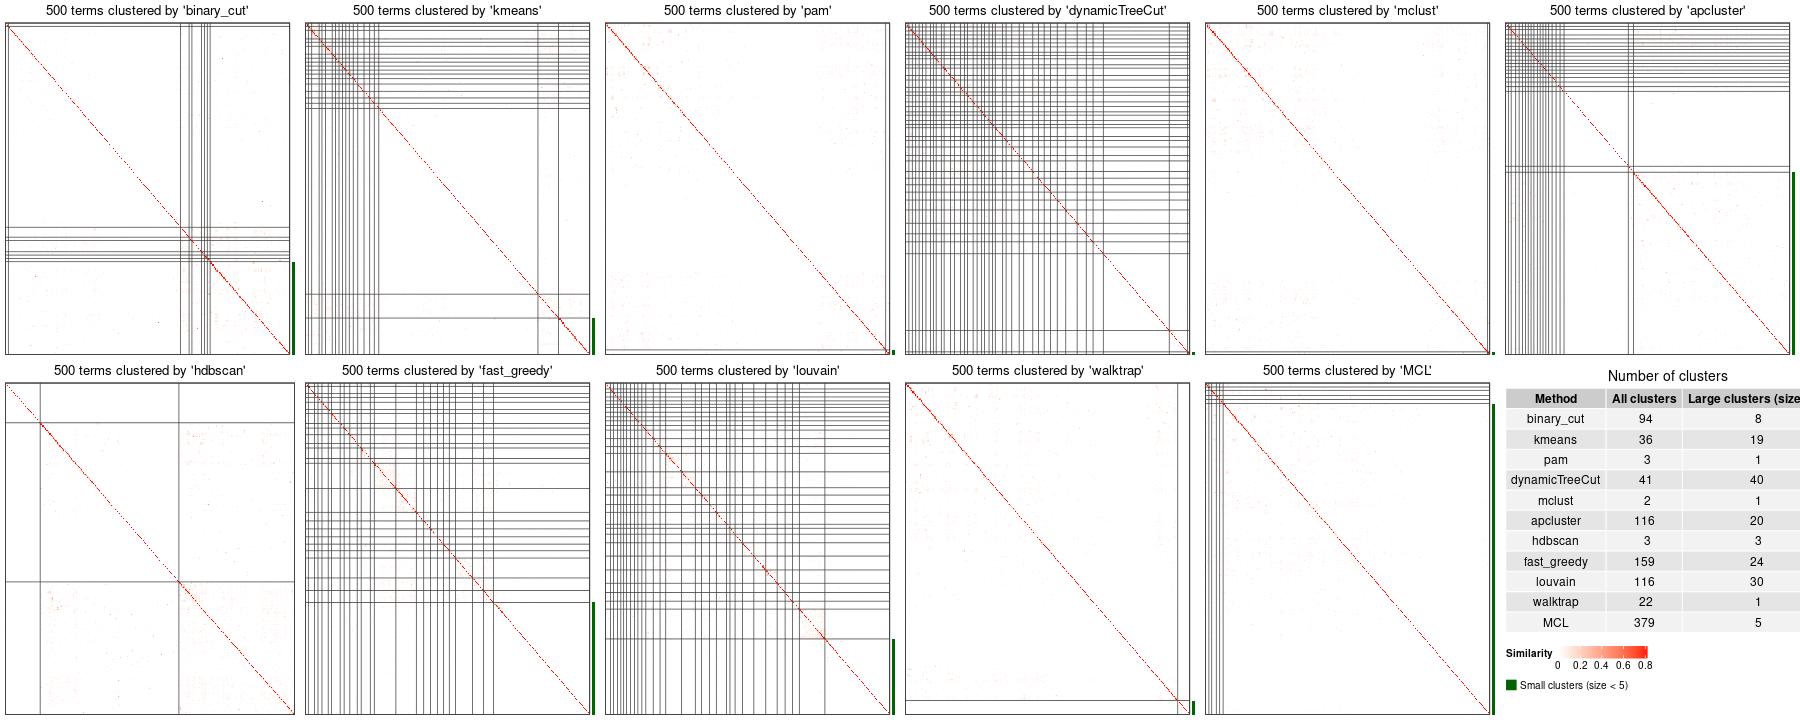 500 terms clustered by 'binary_cut'
500 terms clustered by 'kmeans'
500 terms clustered by 'pam'
500 terms clustered by 'dynamicTreeCut'
500 terms clustered by 'mclust'
500 terms clustered by 'apcluster'
500 terms clustered by 'hdbscan'
500 terms clustered by 'fast_greedy'
500 terms clustered by 'louvain'
500 terms clustered by 'walktrap'
500 terms clustered by 'MCL'
Number of clusters
Method All clusters Large clusters (size
binary_cut 94 8
kmeans 36 19
pam 3 1
dynamicTreeCut 41 40
mclust 2 1
apcluster 116 20
hdbscan 3 3
fast_greedy 159 24
louvain 116 30
walktrap 22 1
MCL 379 5
Similarity
0 0.2 0.4 0.6 0.8
Small clusters (size < 5)